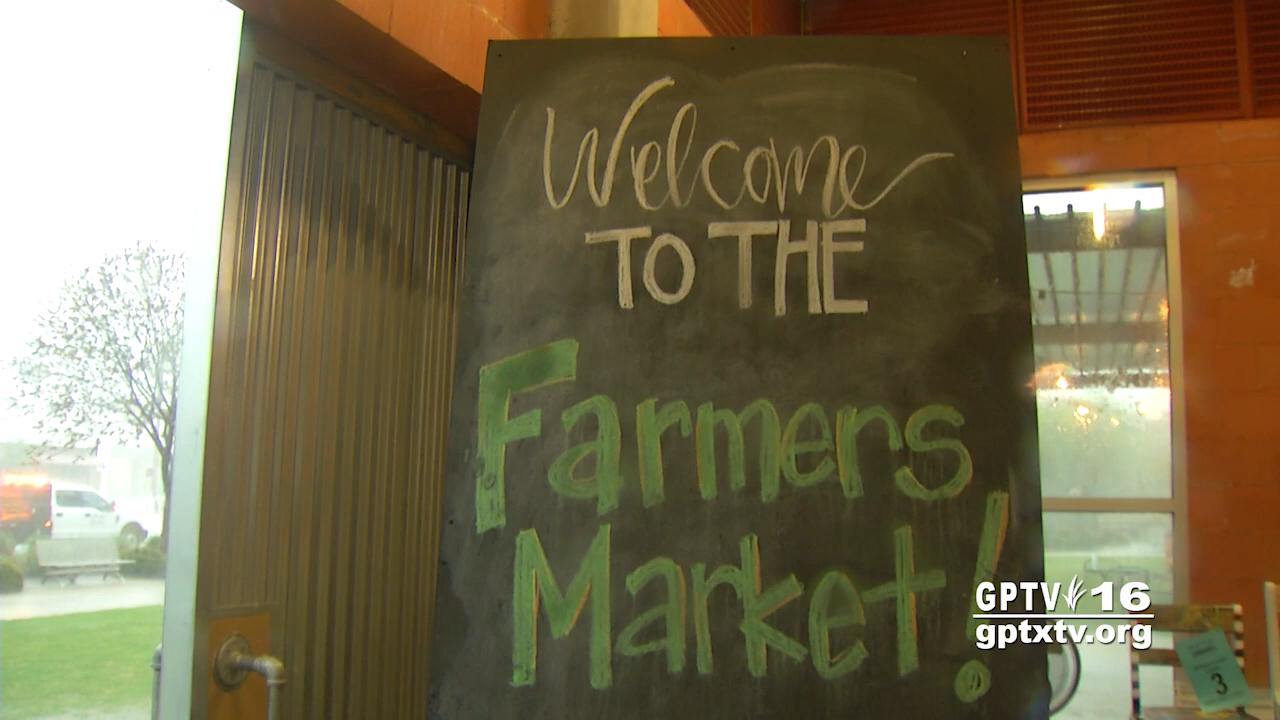 Welcome
TO THE
Farmers
Market!
GPTV 16
gptxtv.org
3